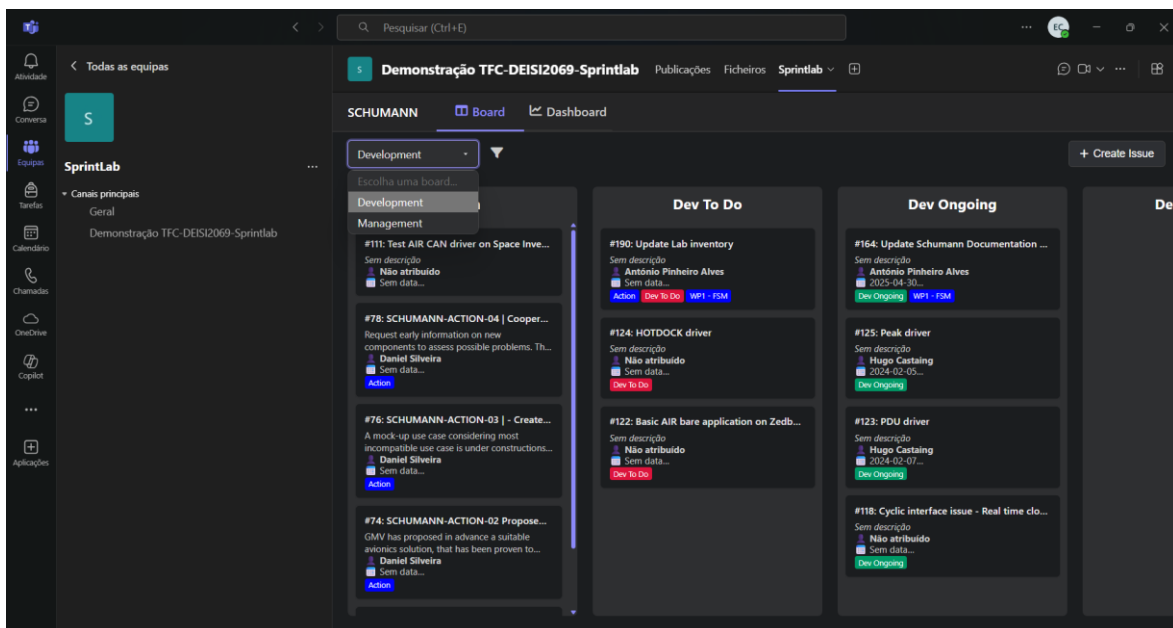 Pesquisar (Ctrl+E)
EC
Atividade
Conversa
Equipas
Tarefas
Calendário
Chamadas
OneDrive
Copilot
Aplicações
Todas as equipas
S
SprintLab
Canais principais
Geral
Demonstração TFC-DEISI2069-Sprintlab
S
Demonstração TFC-DEISI2069-Sprintlab Publicações Ficheiros Sprintlab
SCHUMANN Board Dashboard
Development
+ Create Issue
Escolha uma board...
Development
Management
#111: Test AIR CAN driver on Space Inve...
Sem descrição
Não atribuído
Sem data...
#78: SCHUMANN-ACTION-04 | Cooper...
Request early information on new
components to assess possible problems. Th...
Daniel Silveira
Sem data...
Action
#76: SCHUMANN-ACTION-03 | - Create...
A mock-up use case considering most
incompatible use case is under constructions...
Daniel Silveira
Sem data...
Action
#74: SCHUMANN-ACTION-02 Propose...
GMV has proposed in advance a suitable
avionics solution, that has been proven to...
Daniel Silveira
Sem data...
Action
Dev To Do
#190: Update Lab inventory
Sem descrição
António Pinheiro Alves
Sem data...
Action Dev To Do WP1 - FSM
#124: HOTDOCK driver
Sem descrição
Não atribuído
Sem data...
Dev To Do
#122: Basic AIR bare application on Zedb...
Sem descrição
Não atribuído
Sem data...
Dev To Do
Dev Ongoing
#164: Update Schumann Documentation ...
Sem descrição
António Pinheiro Alves
2025-04-30...
Dev Ongoing WP1 - FSM
#125: Peak driver
Sem descrição
Hugo Castaing
2024-02-05...
Dev Ongoing
#123: PDU driver
Sem descrição
Hugo Castaing
2024-02-07...
Dev Ongoing
#118: Cyclic interface issue - Real time clo...
Sem descrição
Não atribuído
Sem data...
Dev Ongoing
De